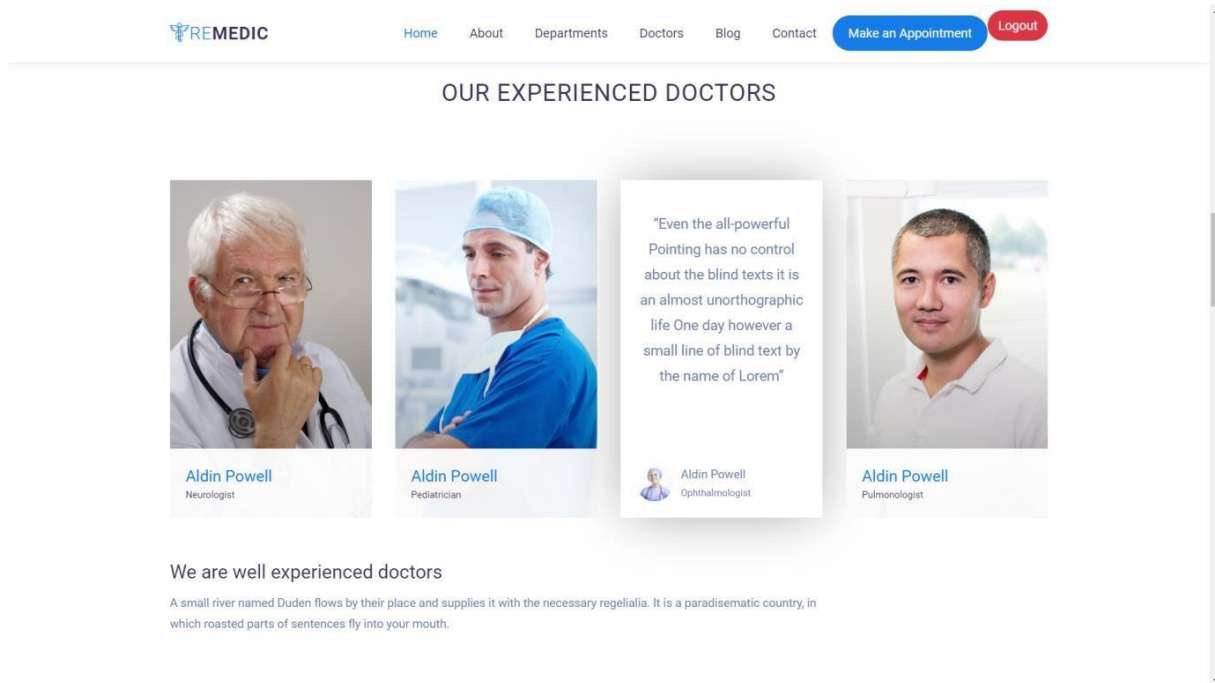 REMEDIC
Home About Departments Doctors Blog Contact Make an Appointment Logout
OUR EXPERIENCED DOCTORS
Aldin Powell
Neurologist
Aldin Powell
Pediatrician
“Even the all-powerful
Pointing has no control
about the blind texts it is
an almost unorthographic
life One day however a
small line of blind text by
the name of Lorem”
Aldin Powell
Ophthalmologist
Aldin Powell
Pulmonologist
We are well experienced doctors
A small river named Duden flows by their place and supplies it with the necessary regelialia. It is a paradisematic country, in
which roasted parts of sentences fly into your mouth.